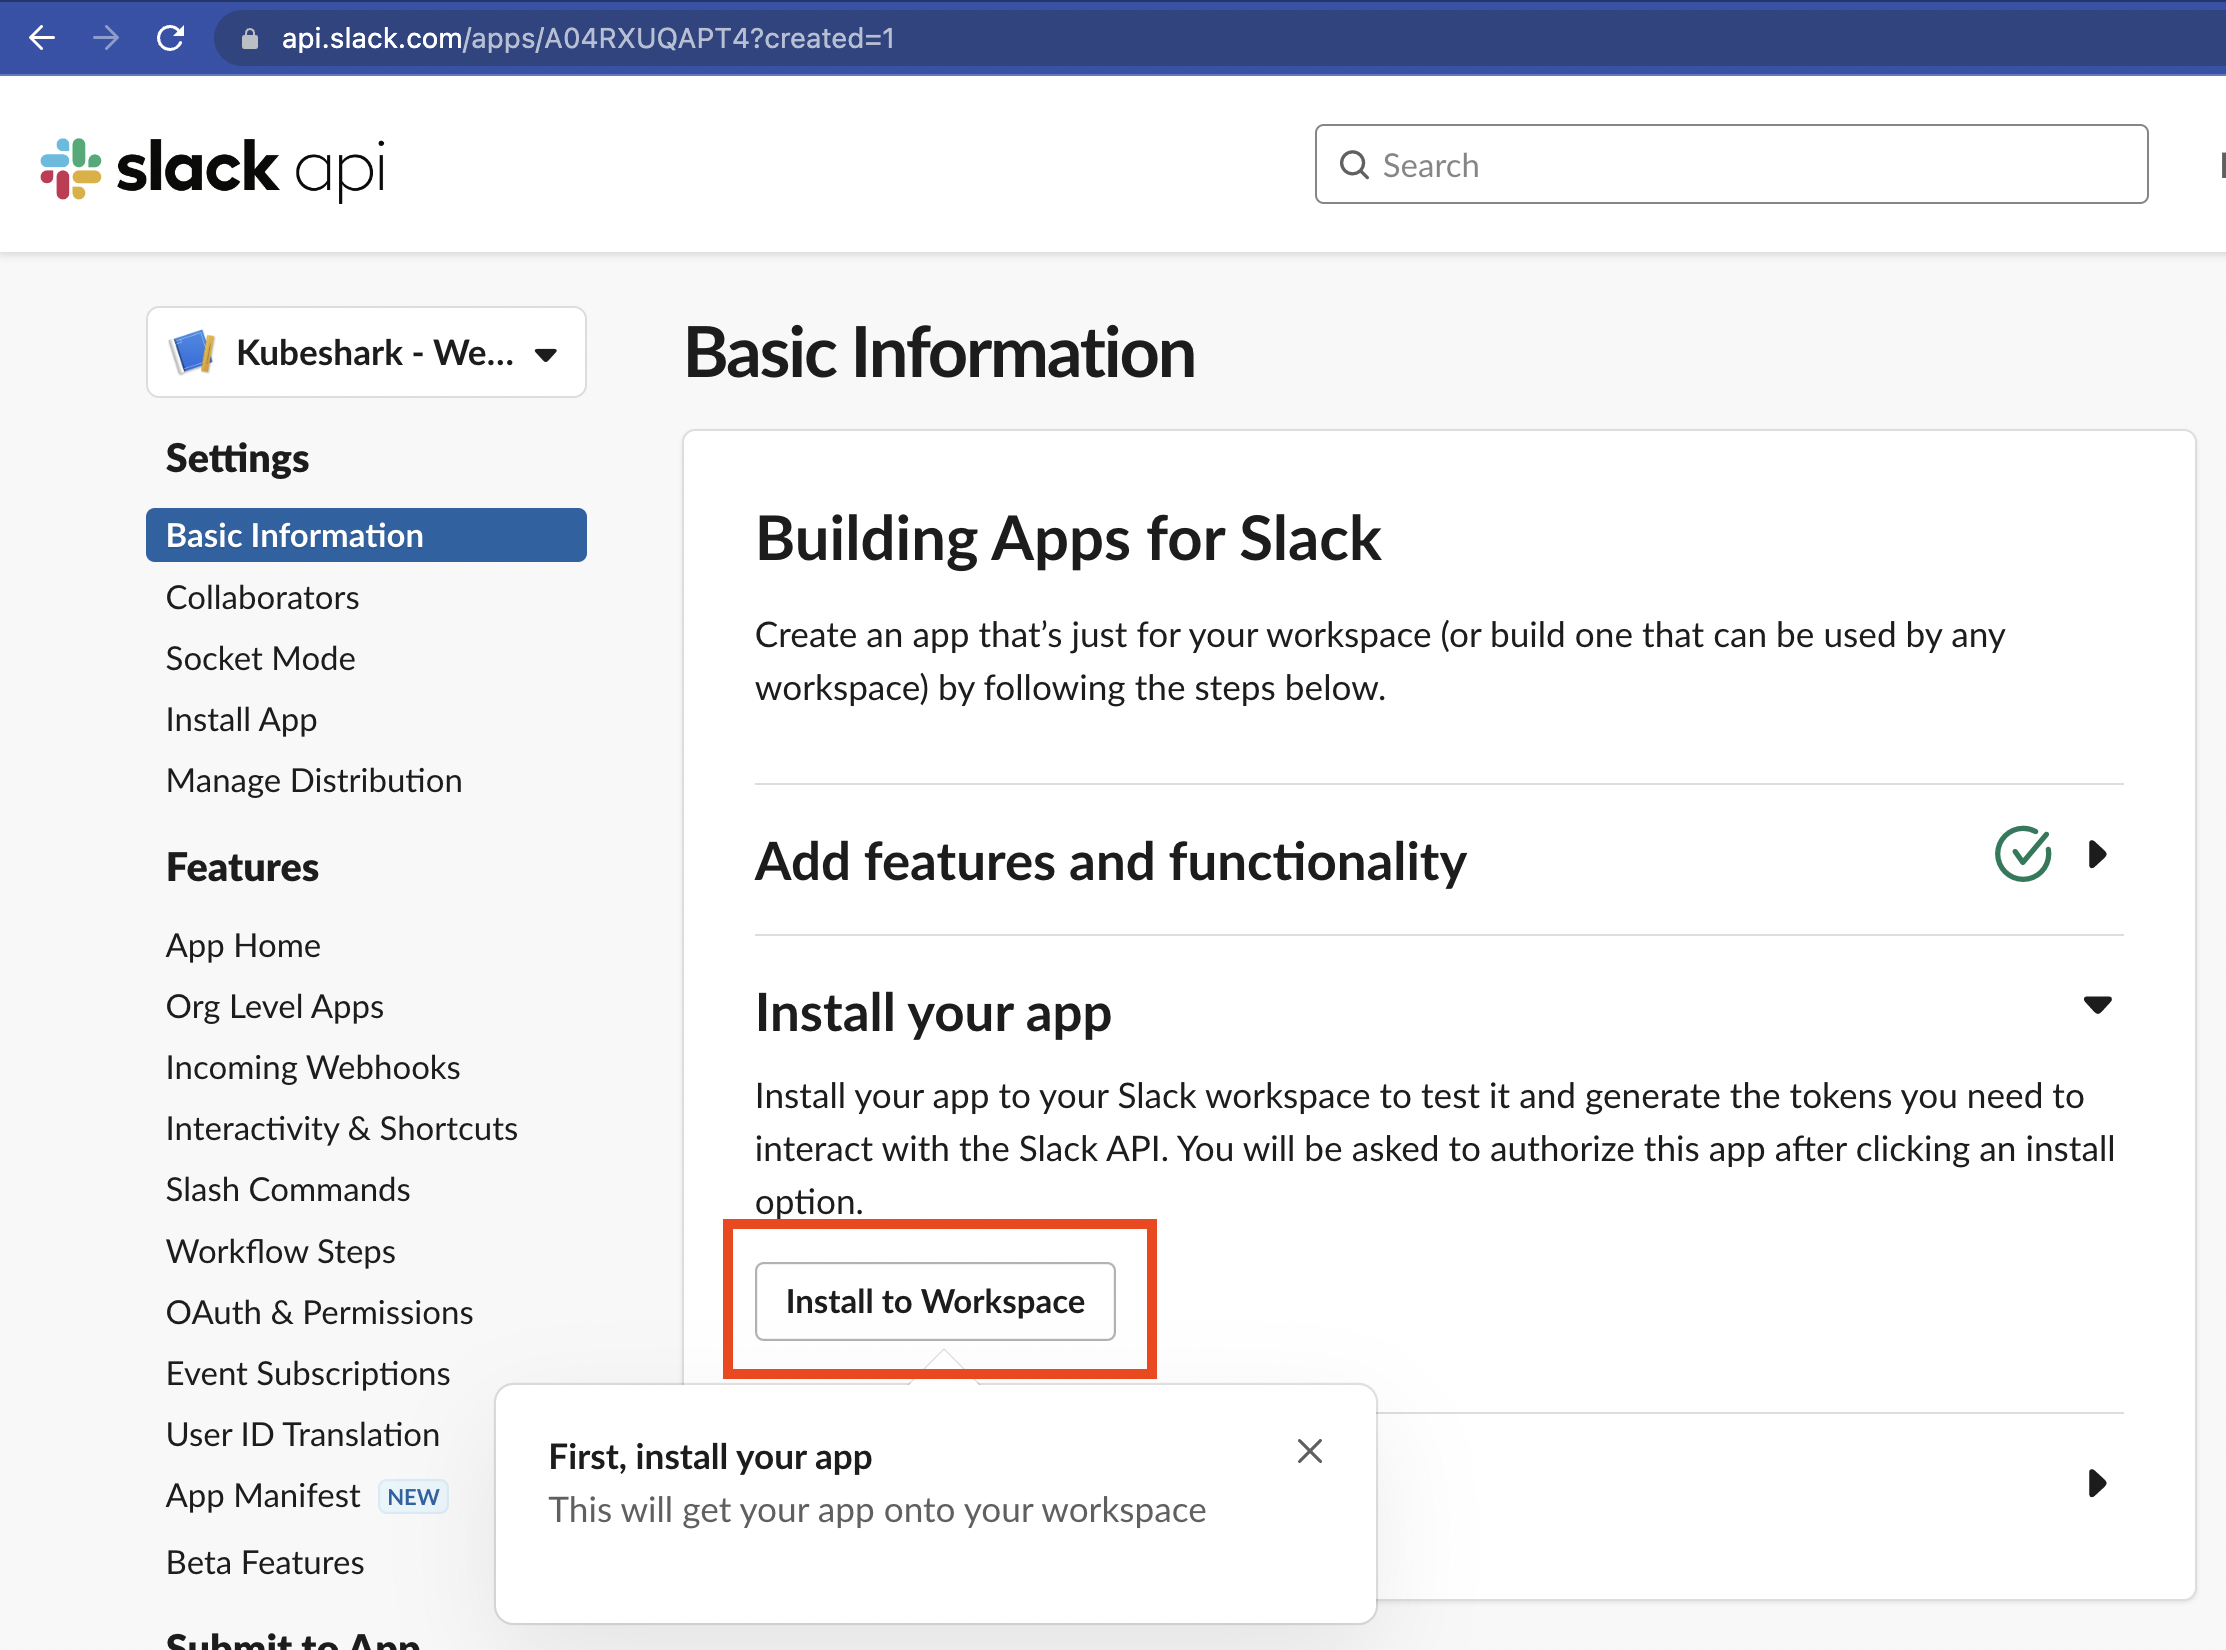 api.slack.com/apps/A04RXUQAPT4?created=1
slack api
Search
Kubeshark - We...
Settings
Basic Information
Collaborators
Socket Mode
Install App
Manage Distribution
Features
App Home
Org Level Apps
Incoming Webhooks
Interactivity & Shortcuts
Slash Commands
Workflow Steps
OAuth & Permissions
Event Subscriptions
User ID Translation
App Manifest NEW
Beta Features
Submit to App
Basic Information
Building Apps for Slack
Create an app that’s just for your workspace (or build one that can be used by any
workspace) by following the steps below.
Add features and functionality
Install your app
Install your app to your Slack workspace to test it and generate the tokens you need to
interact with the Slack API. You will be asked to authorize this app after clicking an install
option.
Install to Workspace
First, install your app
This will get your app onto your workspace